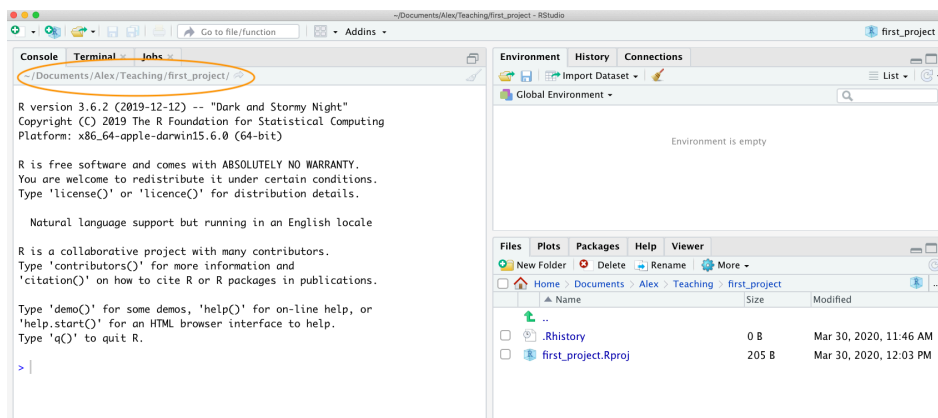 ~/Documents/Alex/Teaching/first_project - RStudio
Go to file/function
Addins
first_project
Console Terminal Jobs
~/Documents/Alex/Teaching/first_project/
R version 3.6.2 (2019-12-12) -- "Dark and Stormy Night"
Copyright (C) 2019 The R Foundation for Statistical Computing
Platform: x86_64-apple-darwin15.6.0 (64-bit)
R is free software and comes with ABSOLUTELY NO WARRANTY.
You are welcome to redistribute it under certain conditions.
Type 'license()' or 'licence()' for distribution details.
Natural language support but running in an English locale
R is a collaborative project with many contributors.
Type 'contributors()' for more information and
'citation()' on how to cite R or R packages in publications.
Type 'demo()' for some demos, 'help()' for on-line help, or
'help.start()' for an HTML browser interface to help.
Type 'q()' to quit R.
>
Environment History Connections
Import Dataset
List
Global Environment
Environment is empty
Files Plots Packages Help Viewer
New Folder Delete Rename More
Home > Documents > Alex > Teaching > first_project
...
Name Size Modified
..
.Rhistory 0 B Mar 30, 2020, 11:46 AM
first_project.Rproj 205 B Mar 30, 2020, 12:03 PM